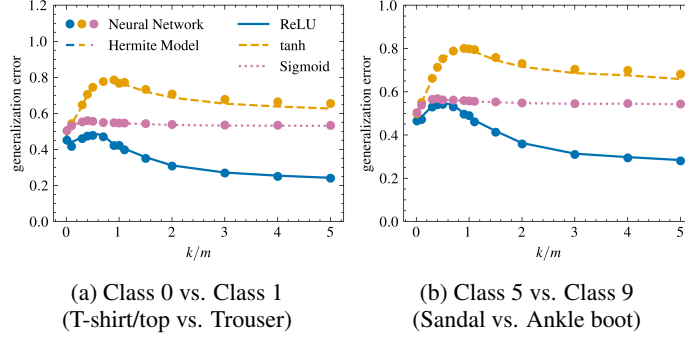 1.2
1.0
0.8
0.6
0.4
0.2
0.0
generalization error
Neural Network
Hermite Model
ReLU
tanh
Sigmoid
0 1 2 3 4 5
k/m
1.0
0.8
0.6
0.4
0.2
0.0
generalization error
0 1 2 3 4 5
k/m
(a) Class 0 vs. Class 1
(T-shirt/top vs. Trouser)
(b) Class 5 vs. Class 9
(Sandal vs. Ankle boot)